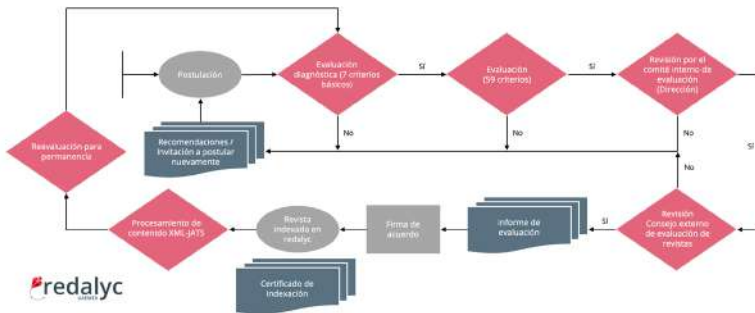 Postulación
Evaluación
diagnóstica (7 criterios
básicos)
Sí
Evaluación
(59 criterios)
Sí
Revisión por el
comité interno de
evaluación
(Dirección)
Reevaluación para
permanencia
Recomendaciones /
Invitación a postular
nuevamente
No
No
No
Sí
No
Procesamiento de
contenido XML-JATS
Revista
indexada en
redalyc
Firma de
acuerdo
Informe de
evaluación
Sí
Revisión
Consejo externo
de evaluación de
revistas
Certificado de
indexación
redalyc
UAEMEX